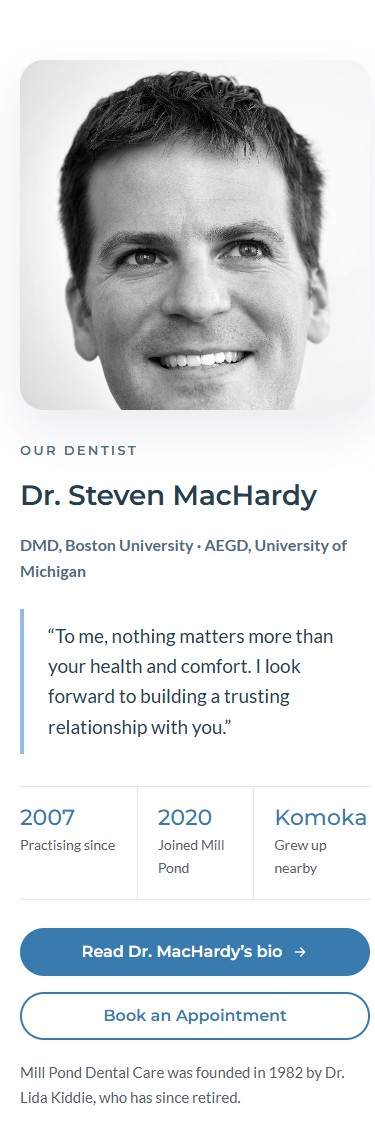 OUR DENTIST
Dr. Steven MacHardy
DMD, Boston University · AEGD, University of
Michigan
“To me, nothing matters more than
your health and comfort. I look
forward to building a trusting
relationship with you.”
2007
Practising since
2020
Joined Mill
Pond
Komoka
Grew up
nearby
Read Dr. MacHardy’s bio →
Book an Appointment
Mill Pond Dental Care was founded in 1982 by Dr.
Lida Kiddie, who has since retired.